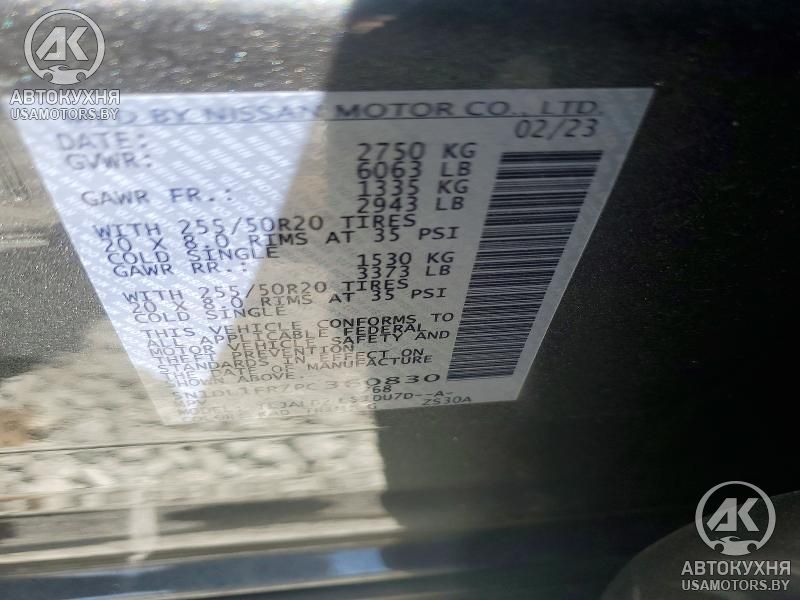 АК
АВТОКУХНЯ
USAMOTORS.BY
BY NISSAN MOTOR CO., LTD.
DATE: 02/23
GVWR: 2750 KG
6063 LB
GAWR FR.: 1335 KG
2943 LB
WITH 255/50R20 TIRES
20 X 8.0 RIMS AT 35 PSI
COLD SINGLE
GAWR RR.: 1530 KG
3373 LB
WITH 255/50R20 TIRES
20 X 8.0 RIMS AT 35 PSI
COLD SINGLE
THIS VEHICLE CONFORMS TO
ALL APPLICABLE FEDERAL
MOTOR VEHICLE SAFETY AND
THEFT PREVENTION
STANDARDS IN EFFECT ON
THE DATE OF MANUFACTURE
SHOWN ABOVE.
ZS30A
АК
АВТОКУХНЯ
USAMOTORS.BY